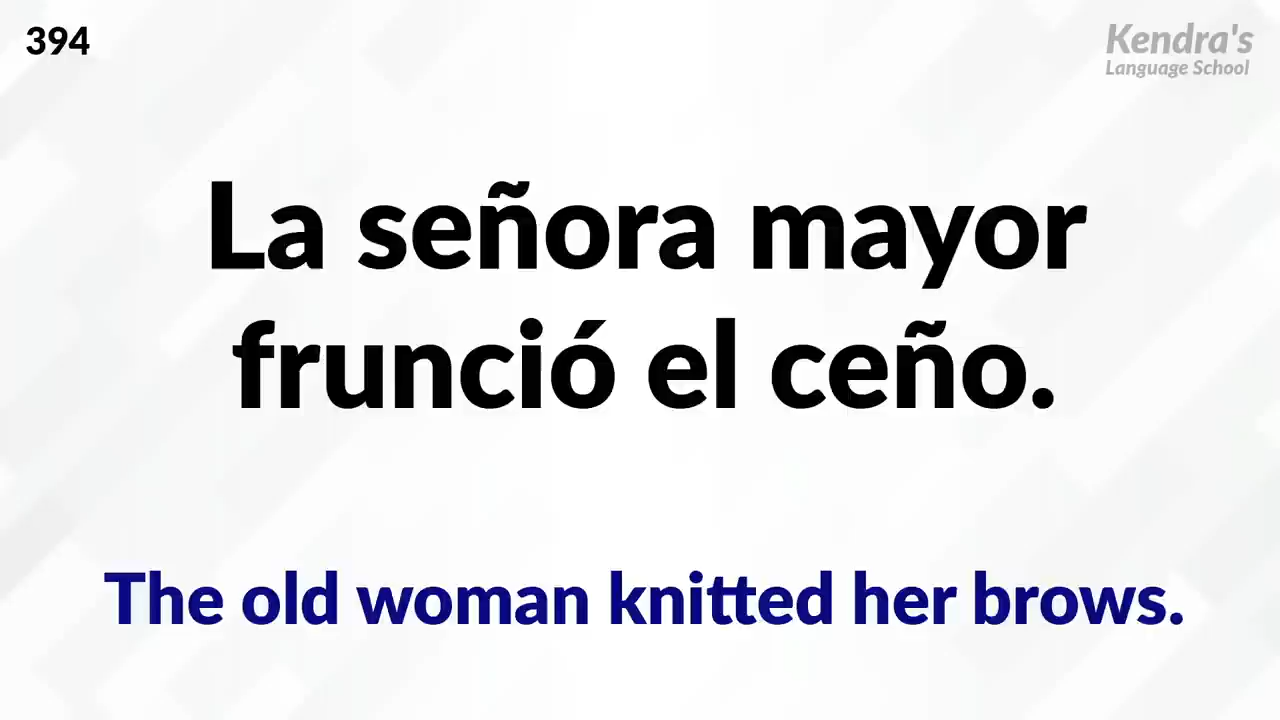 394
Kendra's
Language School
La señora mayor
frunció el ceño.
The old woman knitted her brows.